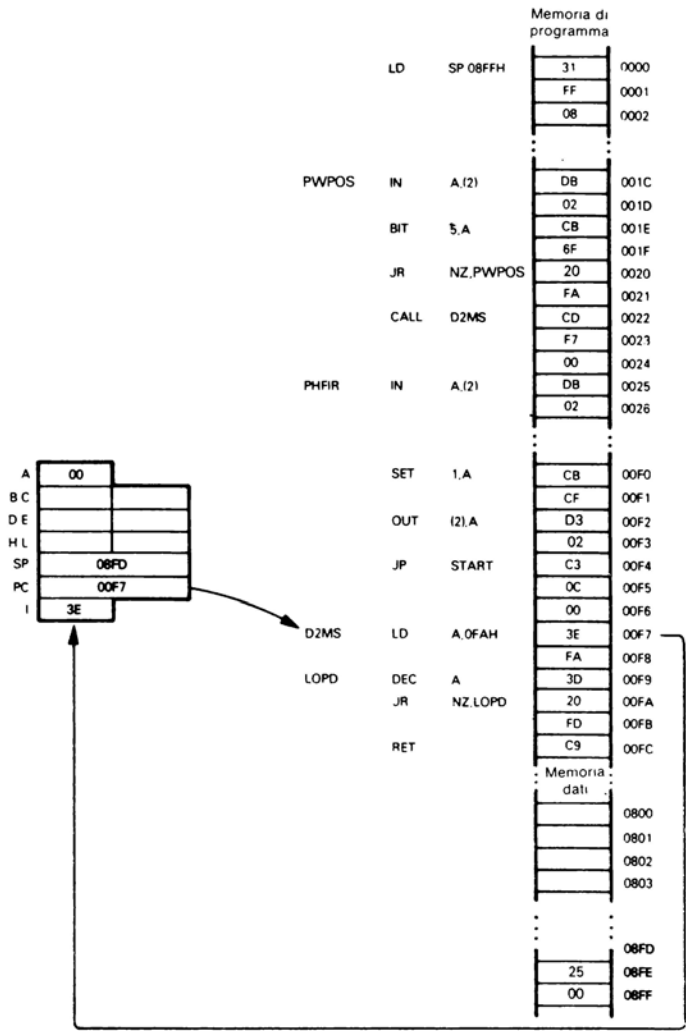 Memoria di
programma
LD SP 08FFH 31 0000
FF 0001
08 0002
PWPOS IN A,(2) DB 001C
02 001D
BIT 5,A CB 001E
6F 001F
JR NZ,PWPOS 20 0020
FA 0021
CALL D2MS CD 0022
F7 0023
00 0024
PHFIR IN A,(2) DB 0025
02 0026
SET 1,A CB 00F0
CF 00F1
OUT (2),A D3 00F2
02 00F3
JP START C3 00F4
0C 00F5
00 00F6
D2MS LD A,0FAH 3E 00F7
FA 00F8
LOPD DEC A 3D 00F9
JR NZ,LOPD 20 00FA
FD 00FB
RET C9 00FC
A 00
B C
D E
H L
SP 08FD
PC 00F7
I 3E
Memoria
dati
0800
0801
0802
0803
08FD
25 08FE
00 08FF